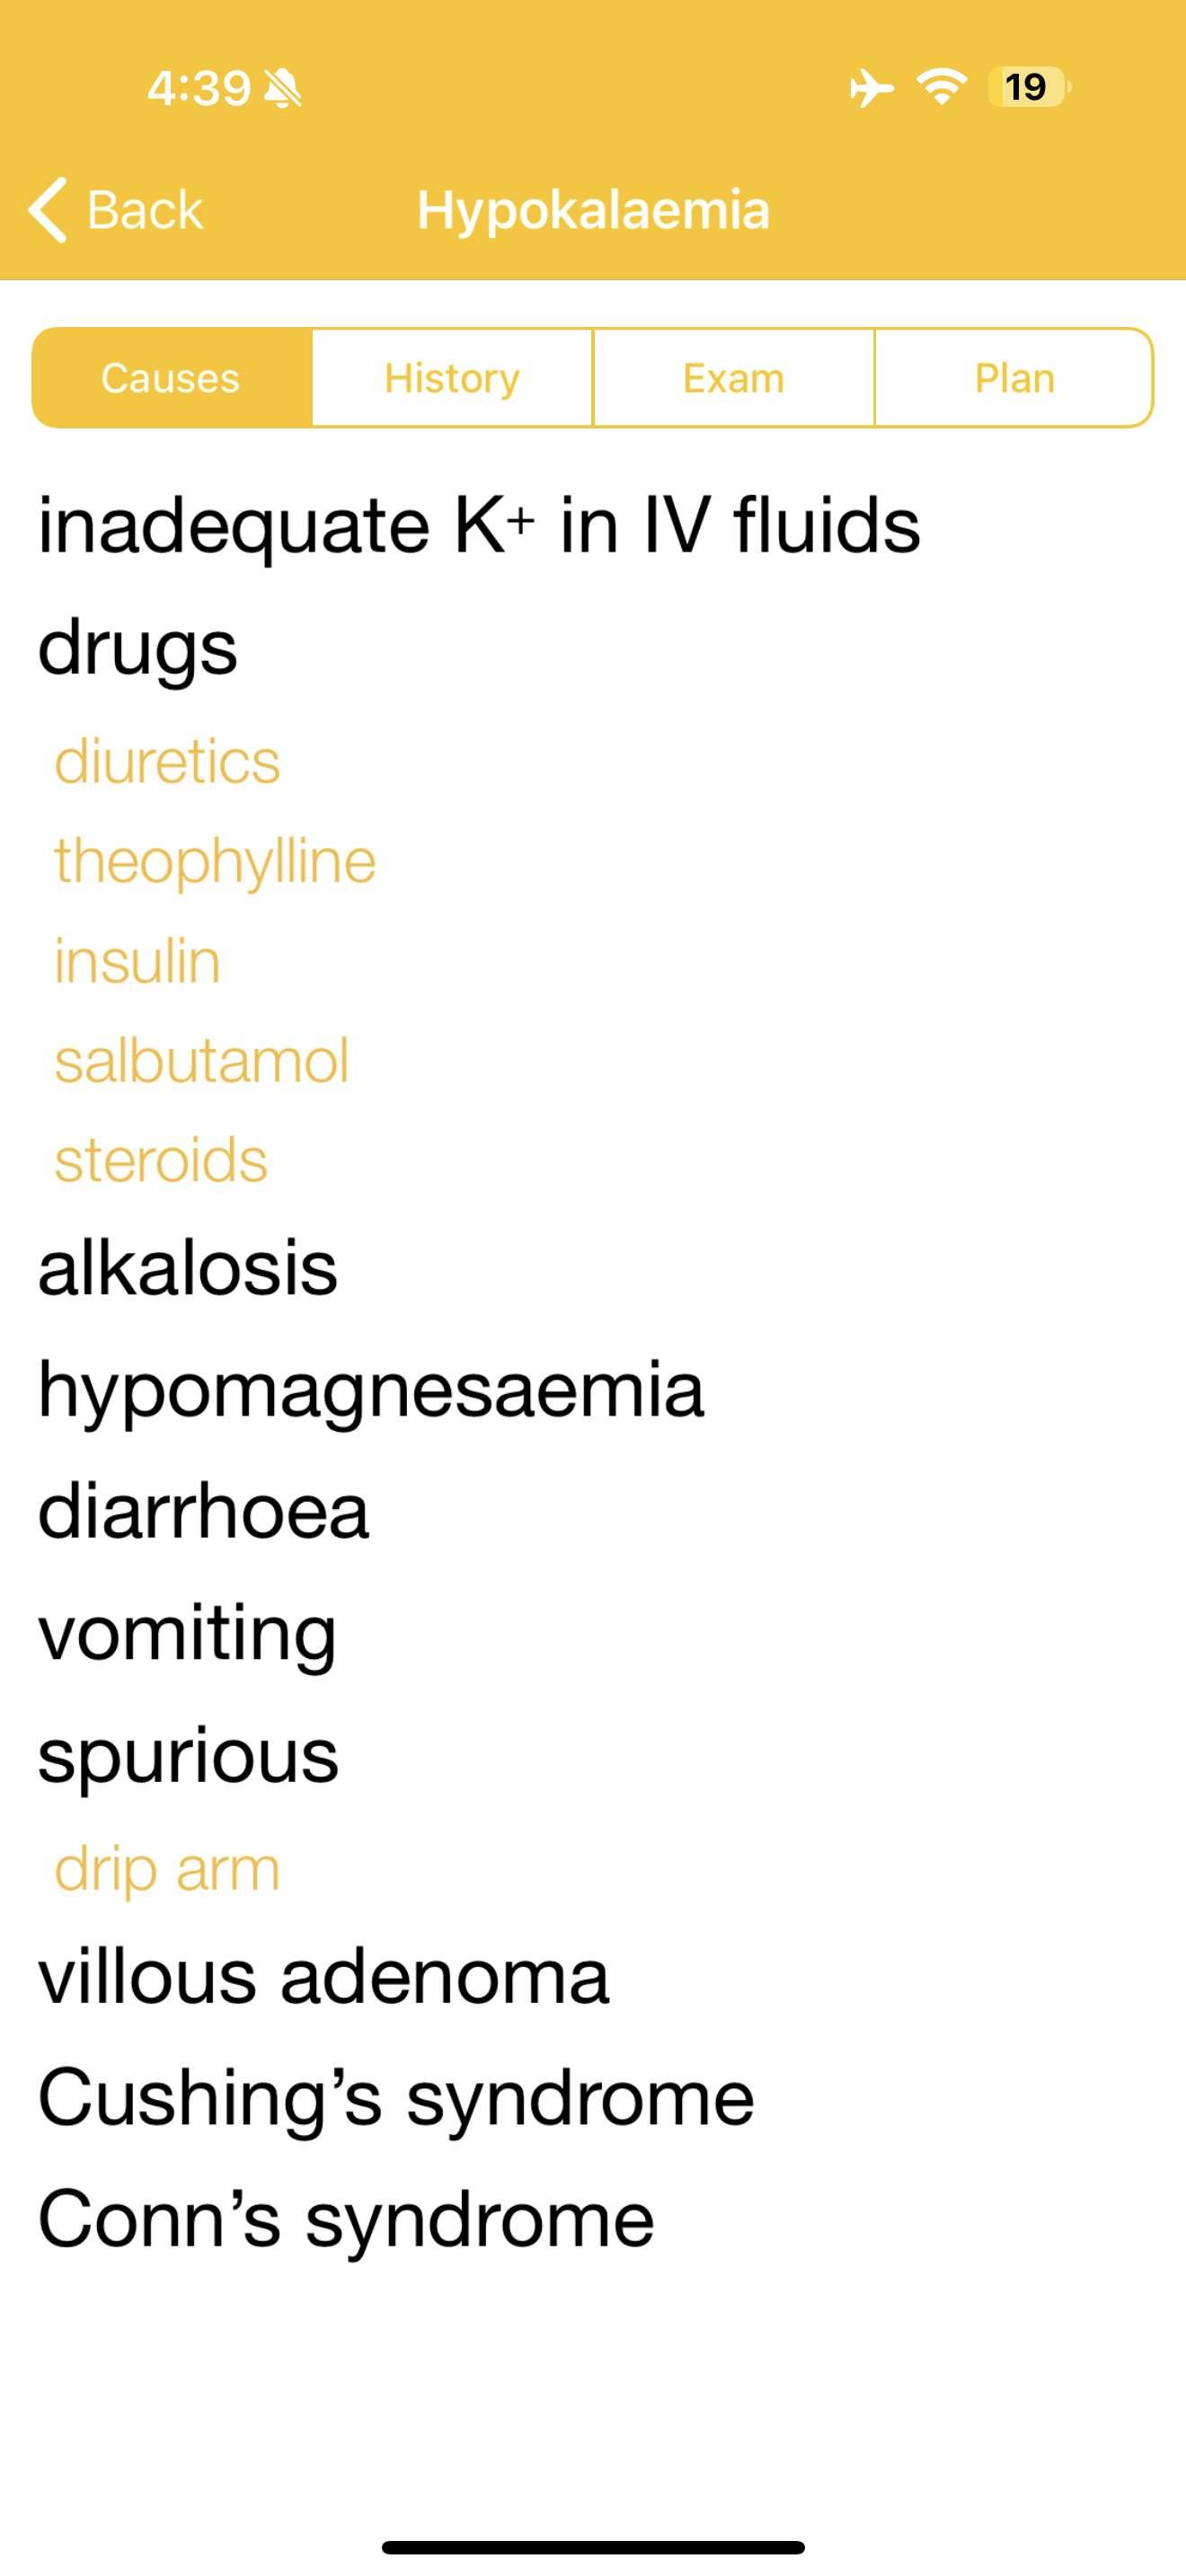 4:39
19
Back
Hypokalaemia
Causes
History
Exam
Plan
inadequate K⁺ in IV fluids
drugs
diuretics
theophylline
insulin
salbutamol
steroids
alkalosis
hypomagnesaemia
diarrhoea
vomiting
spurious
drip arm
villous adenoma
Cushing’s syndrome
Conn’s syndrome